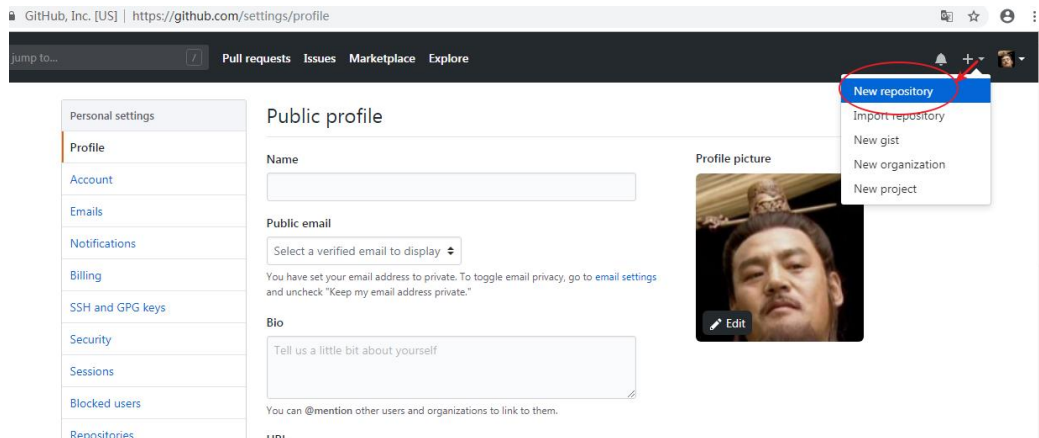 GitHub, Inc. [US] | https://github.com/settings/profile
jump to... / Pull requests Issues Marketplace Explore
New repository
Import repository
New gist
New organization
New project
Personal settings
Profile
Account
Emails
Notifications
Billing
SSH and GPG keys
Security
Sessions
Blocked users
Repositories
Public profile
Name
Public email
Select a verified email to display
You have set your email address to private. To toggle email privacy, go to email settings
and uncheck "Keep my email address private."
Bio
Tell us a little bit about yourself
You can @mention other users and organizations to link to them.
URL
Profile picture
Edit